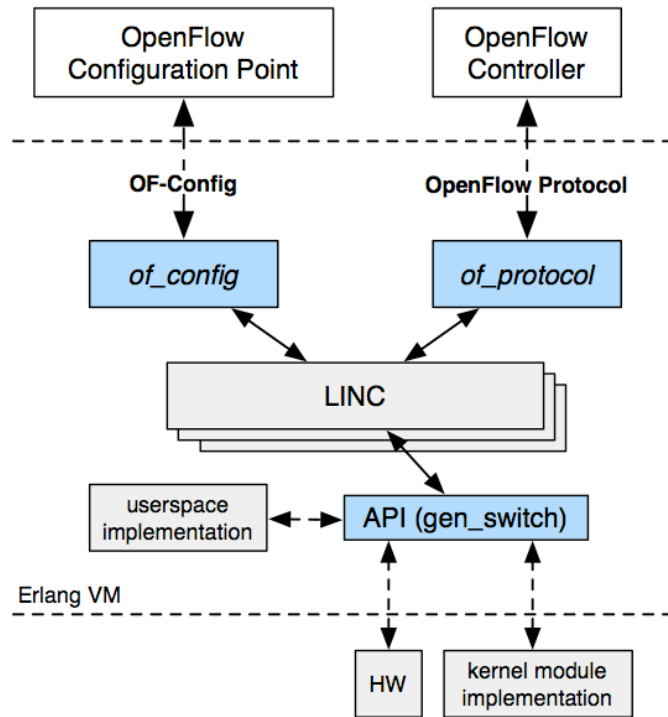 OpenFlow
Configuration Point
OpenFlow
Controller
OF-Config
OpenFlow Protocol
of_config
of_protocol
LINC
userspace
implementation
API (gen_switch)
Erlang VM
HW
kernel module
implementation